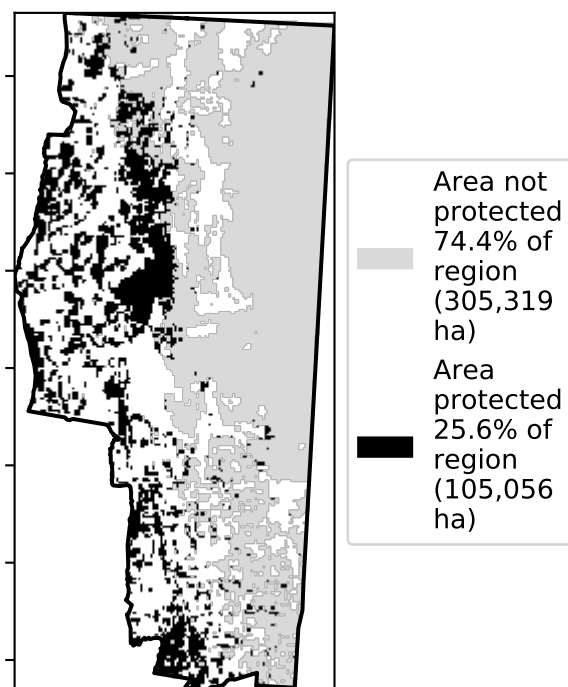 Area not
protected
74.4% of
region
(305,319
ha)
Area
protected
25.6% of
region
(105,056
ha)